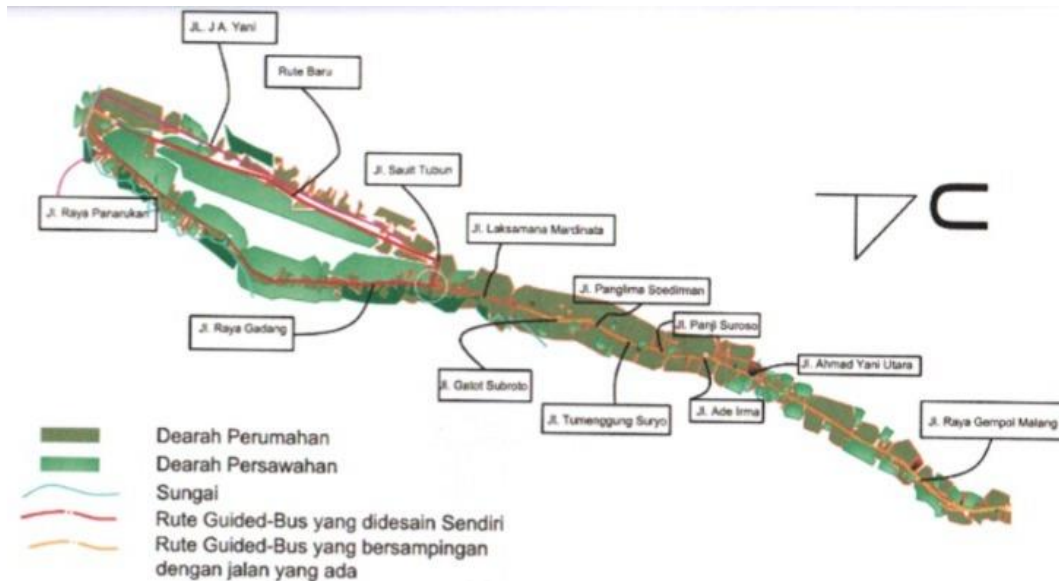 JL. J A. Yani
Rute Baru
Jl. Sauit Tubun
Jl. Raya Panarukan
Jl. Laksamana Mardinata
Jl. Panglima Soedirman
Jl. Panji Suroso
Jl. Ahmad Yani Utara
Jl. Raya Gadang
Jl. Gatot Subroto
Jl. Tumenggung Suryo
Jl. Ade Irma
Jl. Raya Gempol Malang
Dearah Perumahan
Dearah Persawahan
Sungai
Rute Guided-Bus yang didesain Sendiri
Rute Guided-Bus yang bersampingan
dengan jalan yang ada
U